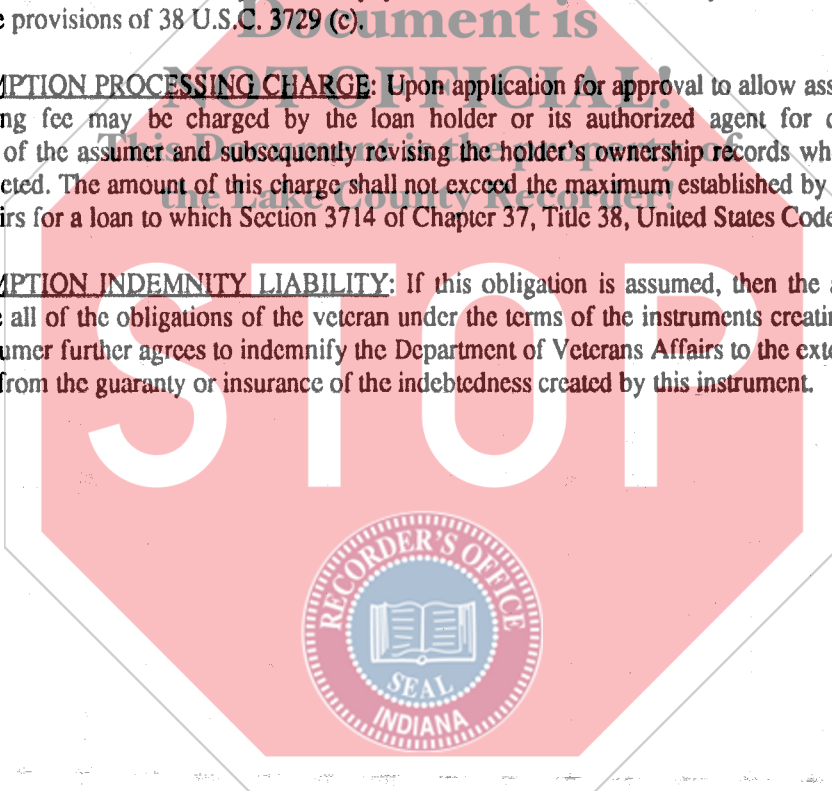 provisions of 38 U.S.C. 3729 (c).
Document is
MPTION PROCESSING CHARGE: Upon application for approval to allow ass
NOT OFFICIAL!
ng fee may be charged by the loan holder or its authorized agent for
This Document is the property of
of the assumer and subsequently revising the holder's ownership records wh
eted. The amount of this charge shall not exceed the maximum established by
the Lake County Recorder!
irs for a loan to which Section 3714 of Chapter 37, Title 38, United States Code
MPTION INDEMNITY LIABILITY: If this obligation is assumed, then the
all of the obligations of the veteran under the terms of the instruments creatin
umer further agrees to indemnify the Department of Veterans Affairs to the exte
from the guaranty or insurance of the indebtedness created by this instrument.
STOP
RECORDER'S OFFICE
SEAL
INDIANA